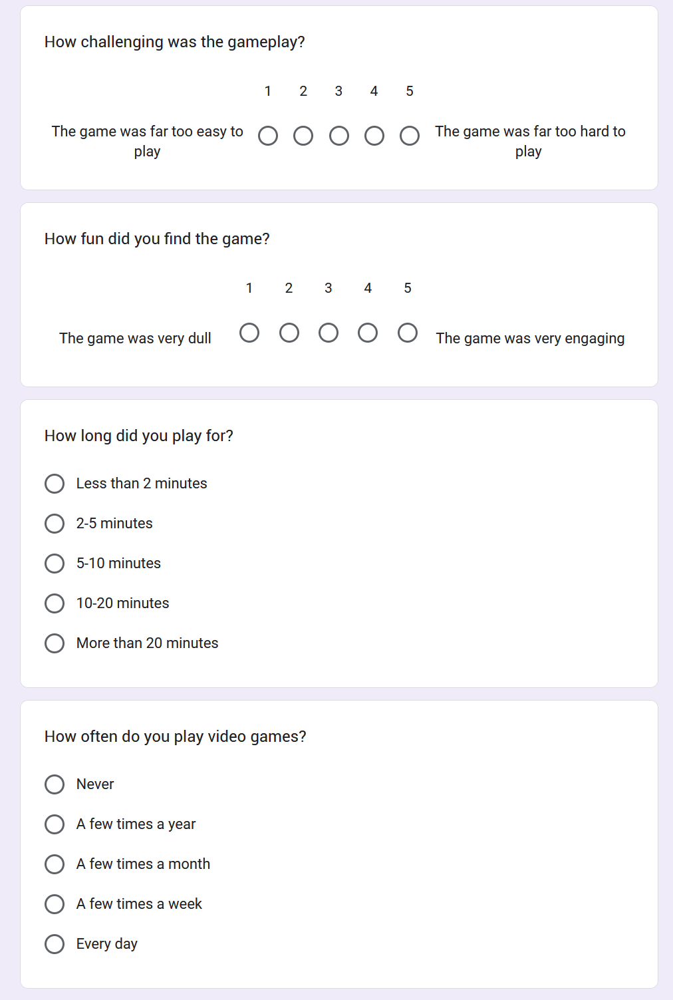 How challenging was the gameplay?
1 2 3 4 5
The game was far too easy to
play
The game was far too hard to
play
How fun did you find the game?
1 2 3 4 5
The game was very dull
The game was very engaging
How long did you play for?
Less than 2 minutes
2-5 minutes
5-10 minutes
10-20 minutes
More than 20 minutes
How often do you play video games?
Never
A few times a year
A few times a month
A few times a week
Every day